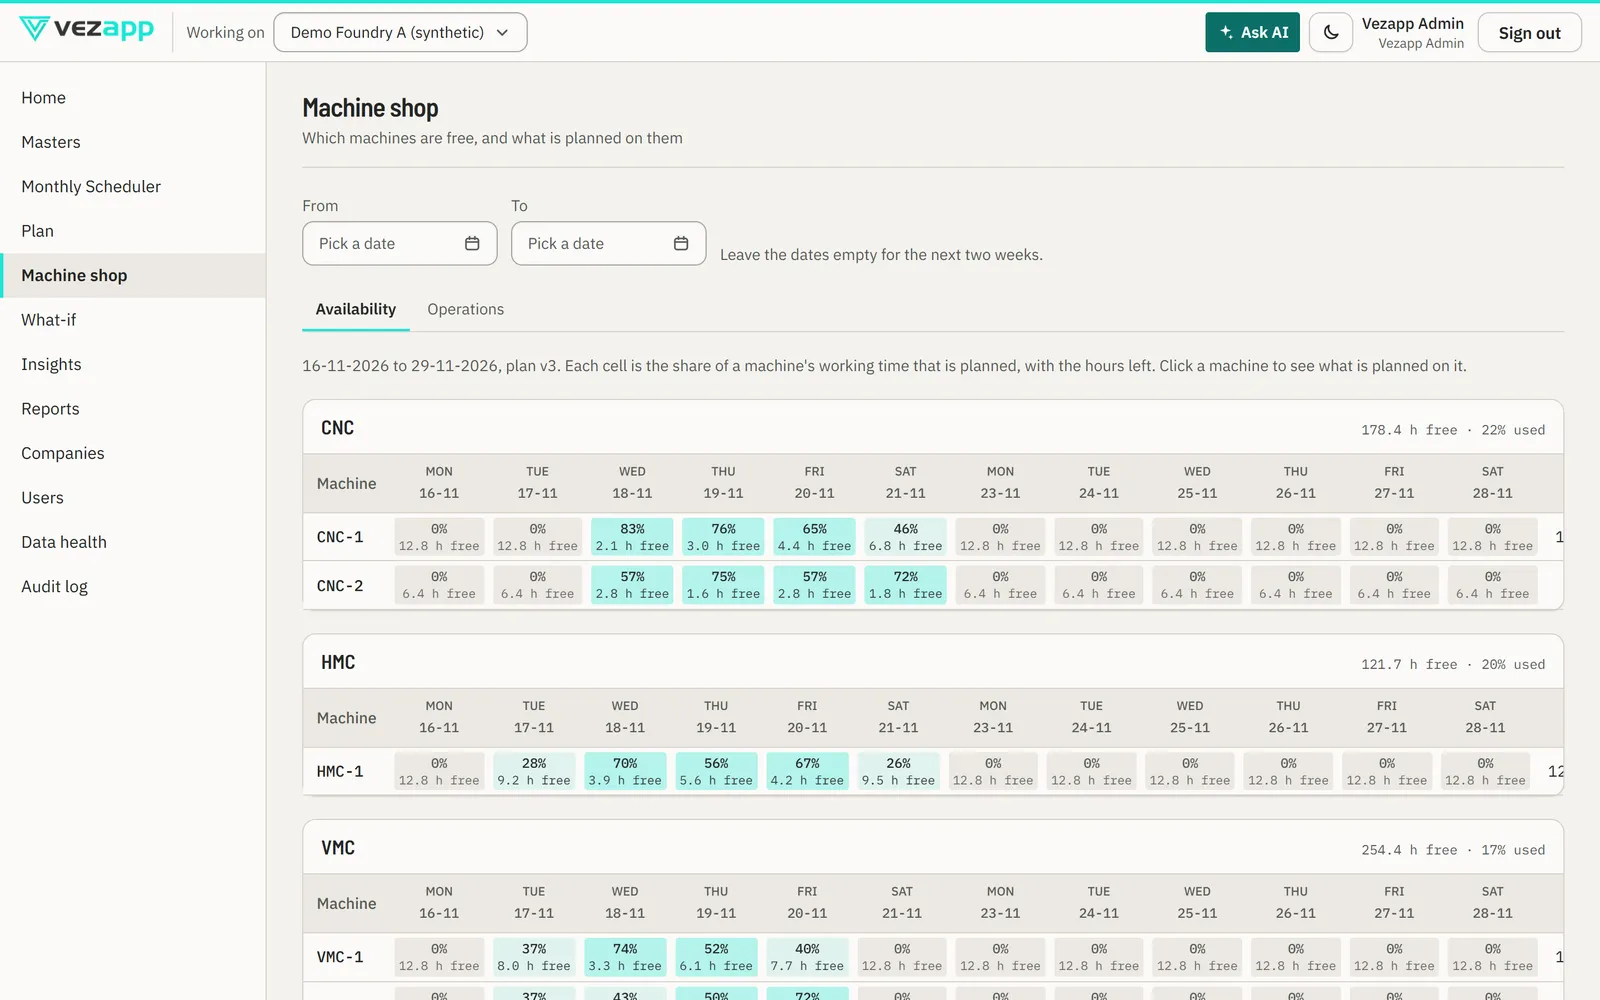 vezapp
Working on
Demo Foundry A (synthetic)
Ask AI
Vezapp Admin
Vezapp Admin
Sign out
Home
Masters
Monthly Scheduler
Plan
Machine shop
What-if
Insights
Reports
Companies
Users
Data health
Audit log
Machine shop
Which machines are free, and what is planned on them
From To
Pick a date Pick a date
Leave the dates empty for the next two weeks.
Availability Operations
16-11-2026 to 29-11-2026, plan v3. Each cell is the share of a machine's working time that is planned, with the hours left. Click a machine to see what is planned on it.
CNC 178.4 h free · 22% used
MON TUE WED THU FRI SAT MON TUE WED THU FRI SAT
Machine
16-11 17-11 18-11 19-11 20-11 21-11 23-11 24-11 25-11 26-11 27-11 28-11
0% 0% 83% 76% 65% 46% 0% 0% 0% 0% 0% 0%
CNC-1
12.8 h free 12.8 h free 2.1 h free 3.0 h free 4.4 h free 6.8 h free 12.8 h free 12.8 h free 12.8 h free 12.8 h free 12.8 h free 12.8 h free
0% 0% 57% 75% 57% 72% 0% 0% 0% 0% 0% 0%
CNC-2
6.4 h free 6.4 h free 2.8 h free 1.6 h free 2.8 h free 1.8 h free 6.4 h free 6.4 h free 6.4 h free 6.4 h free 6.4 h free 6.4 h free
HMC 121.7 h free · 20% used
MON TUE WED THU FRI SAT MON TUE WED THU FRI SAT
Machine
16-11 17-11 18-11 19-11 20-11 21-11 23-11 24-11 25-11 26-11 27-11 28-11
0% 28% 70% 56% 67% 26% 0% 0% 0% 0% 0% 0%
HMC-1
12.8 h free 9.2 h free 3.9 h free 5.6 h free 4.2 h free 9.5 h free 12.8 h free 12.8 h free 12.8 h free 12.8 h free 12.8 h free 12.8 h free
VMC 254.4 h free · 17% used
MON TUE WED THU FRI SAT MON TUE WED THU FRI SAT
Machine
16-11 17-11 18-11 19-11 20-11 21-11 23-11 24-11 25-11 26-11 27-11 28-11
0% 37% 74% 52% 40% 0% 0% 0% 0% 0% 0% 0%
VMC-1
12.8 h free 8.0 h free 3.3 h free 6.1 h free 7.7 h free 12.8 h free 12.8 h free 12.8 h free 12.8 h free 12.8 h free 12.8 h free 12.8 h free
0% 37% 43% 50% 72% 0% 0% 0% 0% 0% 0% 0%